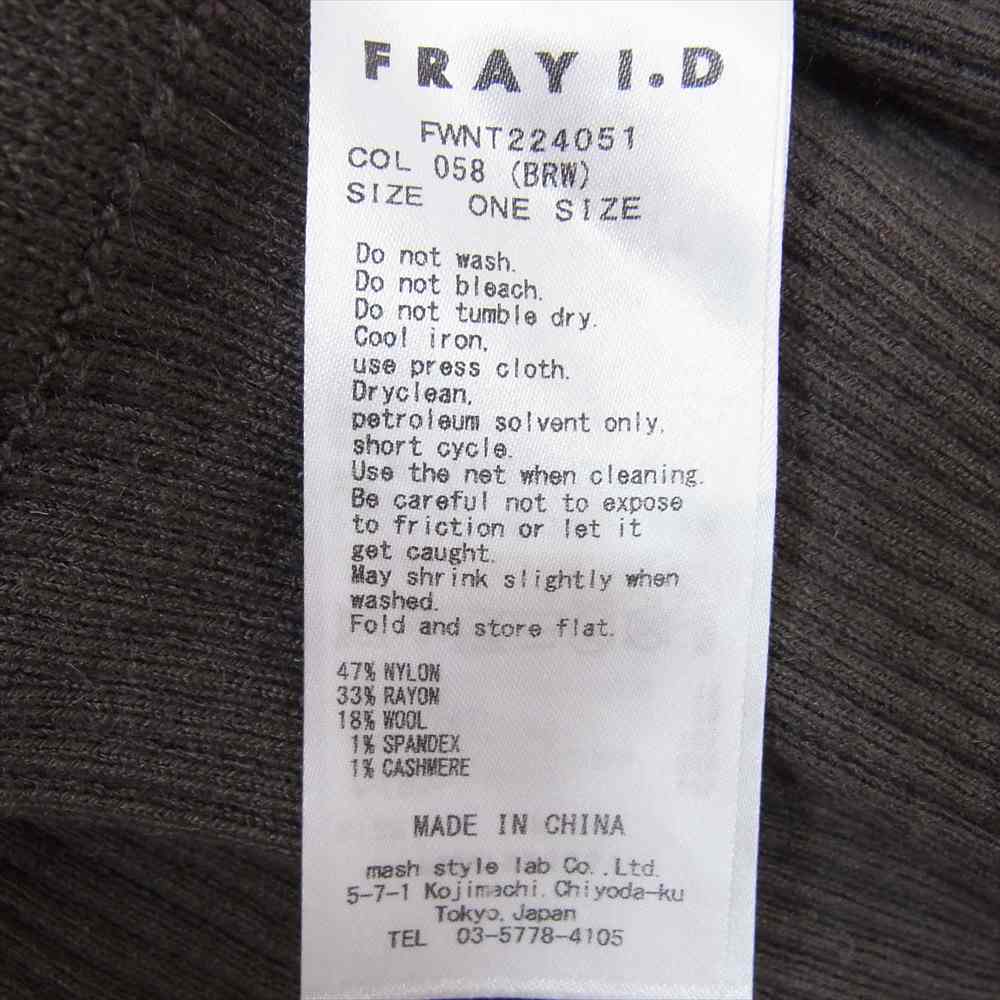 FRAY I.D
FWNT224051
COL 058 (BRW)
SIZE ONE SIZE
Do not wash.
Do not bleach.
Do not tumble dry.
Cool iron,
use press cloth.
Dryclean,
petroleum solvent only,
short cycle.
Use the net when cleaning.
Be careful not to expose
to friction or let it
get caught.
May shrink slightly when
washed.
Fold and store flat.
47% NYLON
33% RAYON
18% WOOL
1% SPANDEX
1% CASHMERE
MADE IN CHINA
mash style lab Co.,Ltd.
5-7-1 Kojimachi, Chiyoda-ku
Tokyo, Japan
TEL 03-5778-4105